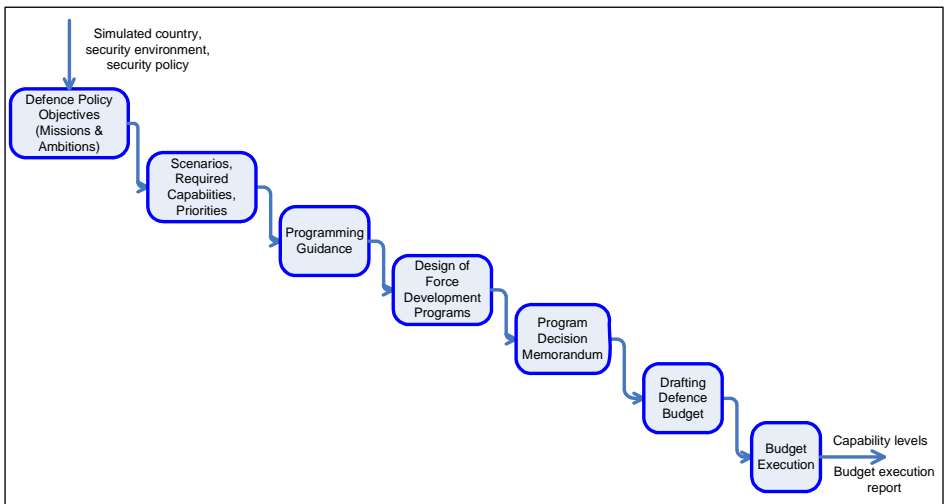 Simulated country,
security environment,
security policy
Defence Policy
Objectives
(Missions &
Ambitions)
Scenarios,
Required
Capabiities,
Priorities
Programming
Guidance
Design of
Force
Development
Programs
Program
Decision
Memorandum
Drafting
Defence
Budget
Budget
Execution
Capability levels
Budget execution
report